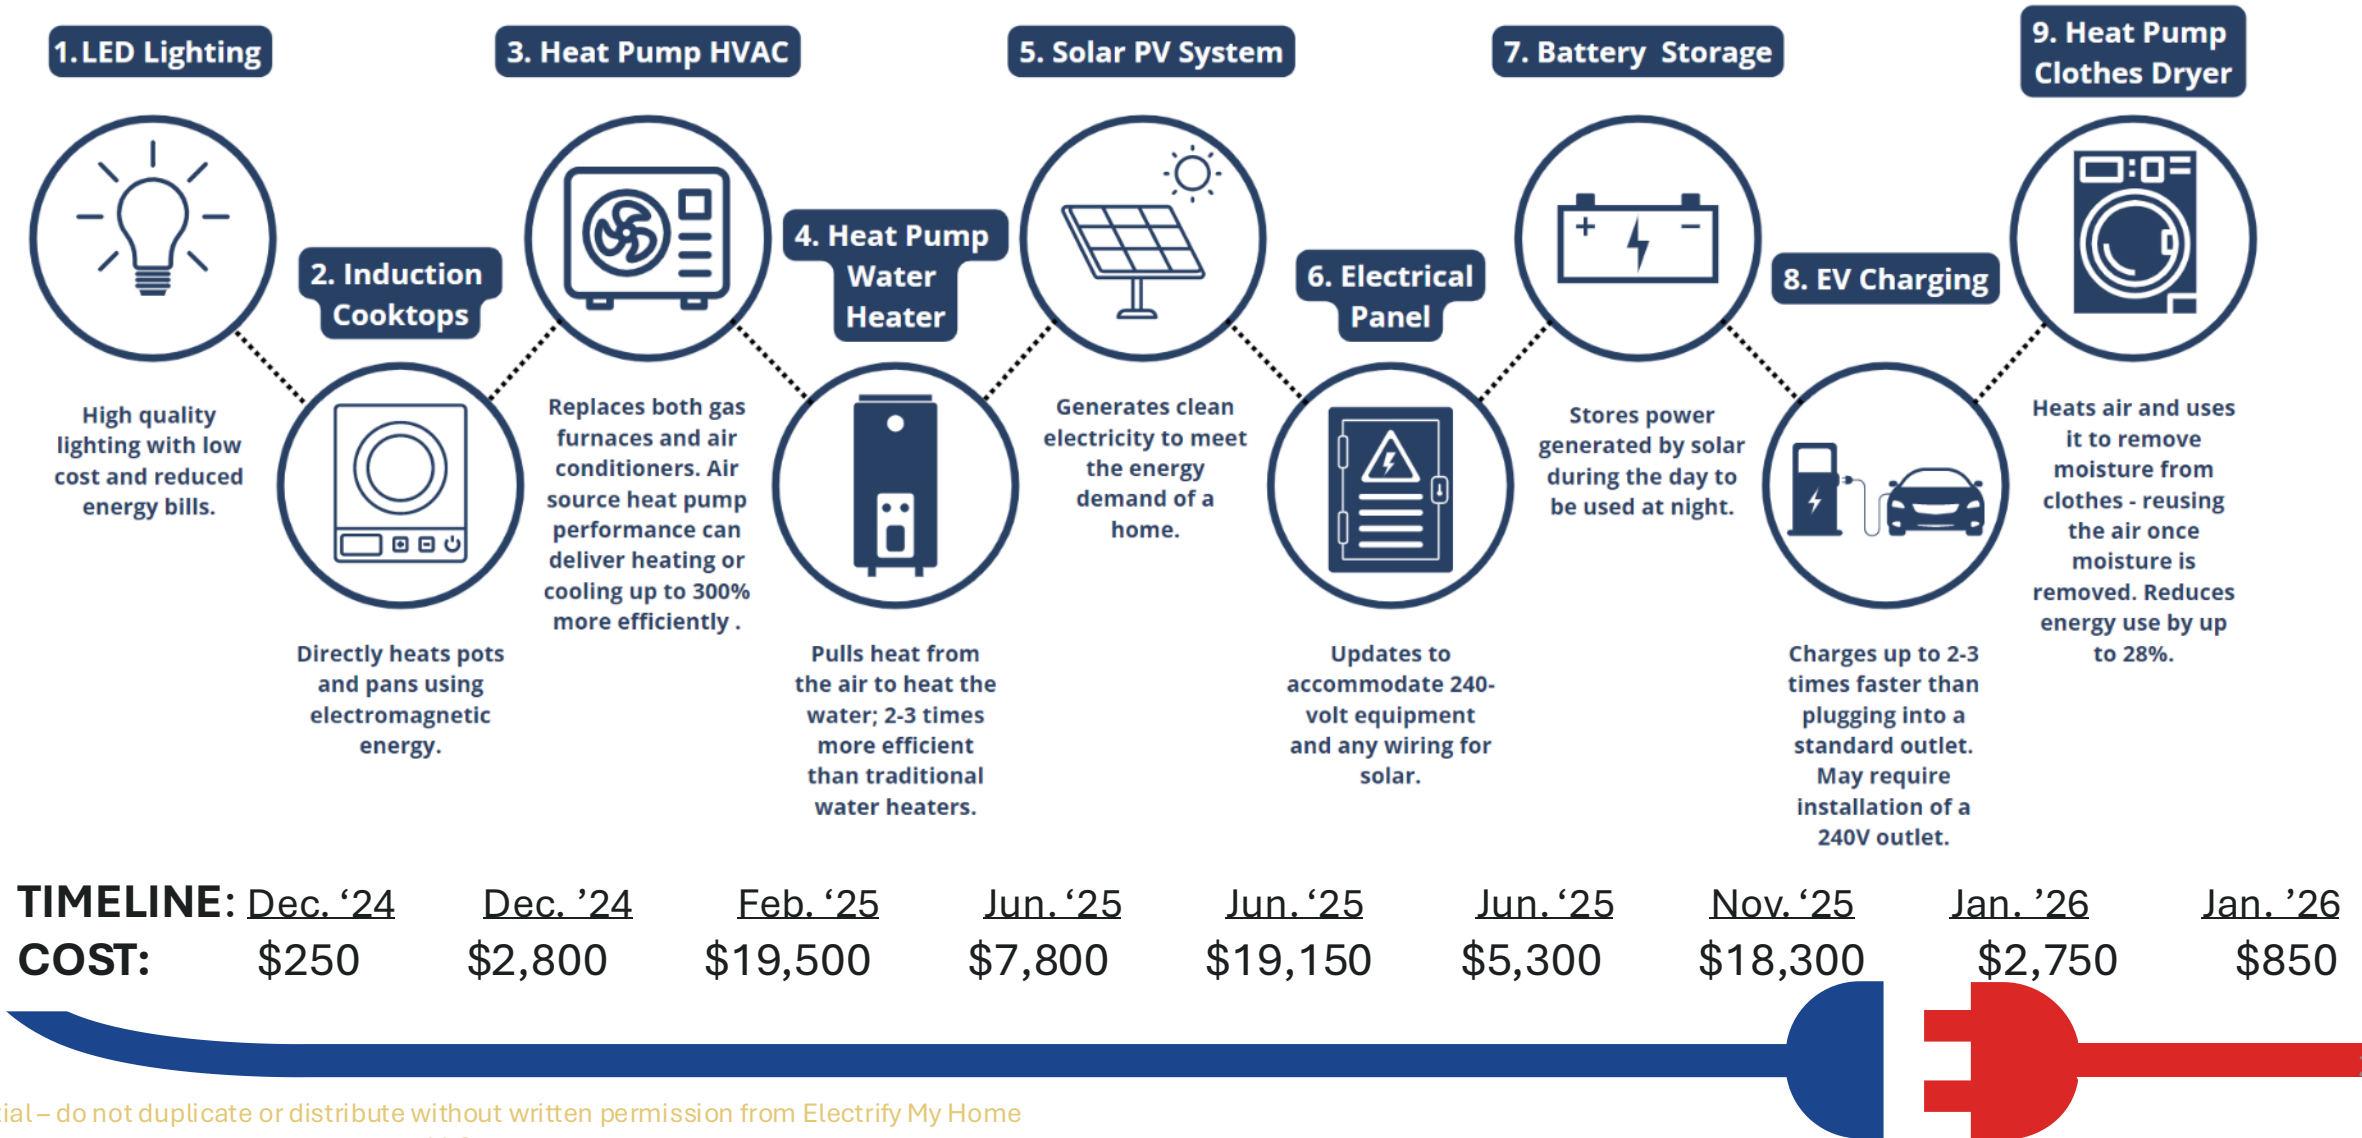 1.LED Lighting
High quality
lighting with low
cost and reduced
energy bills.
2. Induction
Cooktops
Directly heats pots
and pans using
electromagnetic
energy.
3. Heat Pump HVAC
Replaces both gas
furnaces and air
conditioners. Air
source heat pump
performance can
deliver heating or
cooling up to 300%
more efficiently .
4. Heat Pump
Water
Heater
Pulls heat from
the air to heat the
water; 2-3 times
more efficient
than traditional
water heaters.
5. Solar PV System
Generates clean
electricity to meet
the energy
demand of a
home.
6. Electrical
Panel
Updates to
accommodate 240-
volt equipment
and any wiring for
solar.
7. Battery  Storage
+ −
Stores power
generated by solar
during the day to
be used at night.
8. EV Charging
Charges up to 2-3
times faster than
plugging into a
standard outlet.
May require
installation of a
240V outlet.
9. Heat Pump
Clothes Dryer
Heats air and uses
it to remove
moisture from
clothes - reusing
the air once
moisture is
removed. Reduces
energy use by up
to 28%.
TIMELINE: Dec. ‘24 Dec. ’24 Feb. ‘25 Jun. ‘25 Jun. ‘25 Jun. ‘25 Nov. ‘25 Jan. ’26 Jan. ’26
COST: $250 $2,800 $19,500 $7,800 $19,150 $5,300 $18,300 $2,750 $850
ial – do not duplicate or distribute without written permission from Electrify My Home